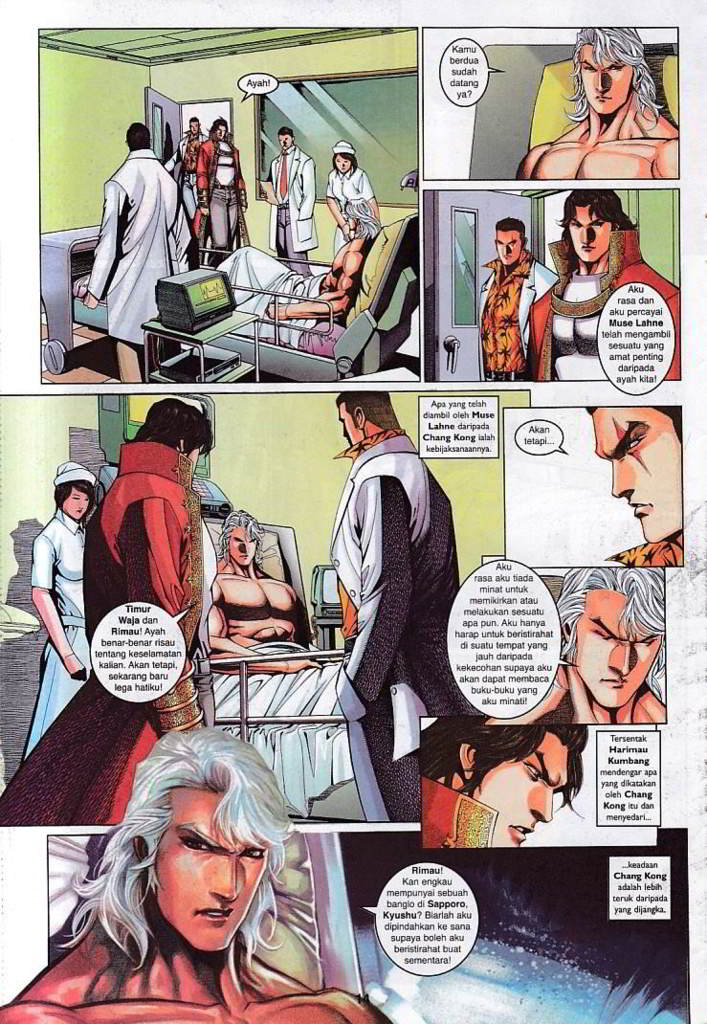 Ayah!
Kamu
berdua
sudah
datang
ya?
Aku
rasa dan
aku percayai
Muse Lahne
telah mengambil
sesuatu yang
amat penting
daripada
ayah kita!
Apa yang telah
diambil oleh Muse
Lahne daripada
Chang Kong ialah
kebijaksanaannya.
Akan
tetapi...
Timur
Waja dan
Rimau! Ayah
benar-benar risau
tentang keselamatan
kalian. Akan tetapi,
sekarang baru
lega hatiku!
Aku
rasa aku tiada
minat untuk
memikirkan atau
melakukan sesuatu
apa pun. Aku hanya
harap untuk beristirahat
di suatu tempat yang
jauh daripada
kekecohan supaya aku
akan dapat membaca
buku-buku yang
aku minati!
Tersentak
Harimau
Kumbang
mendengar apa
yang dikatakan
oleh Chang
Kong itu dan
menyedari...
Rimau!
Kan engkau
mempunyai sebuah
banglo di Sapporo,
Kyushu? Biarlah aku
dipindahkan ke sana
supaya boleh aku
beristirahat buat
sementara!
...keadaan
Chang Kong
adalah lebih
teruk daripada
yang dijangka.
14